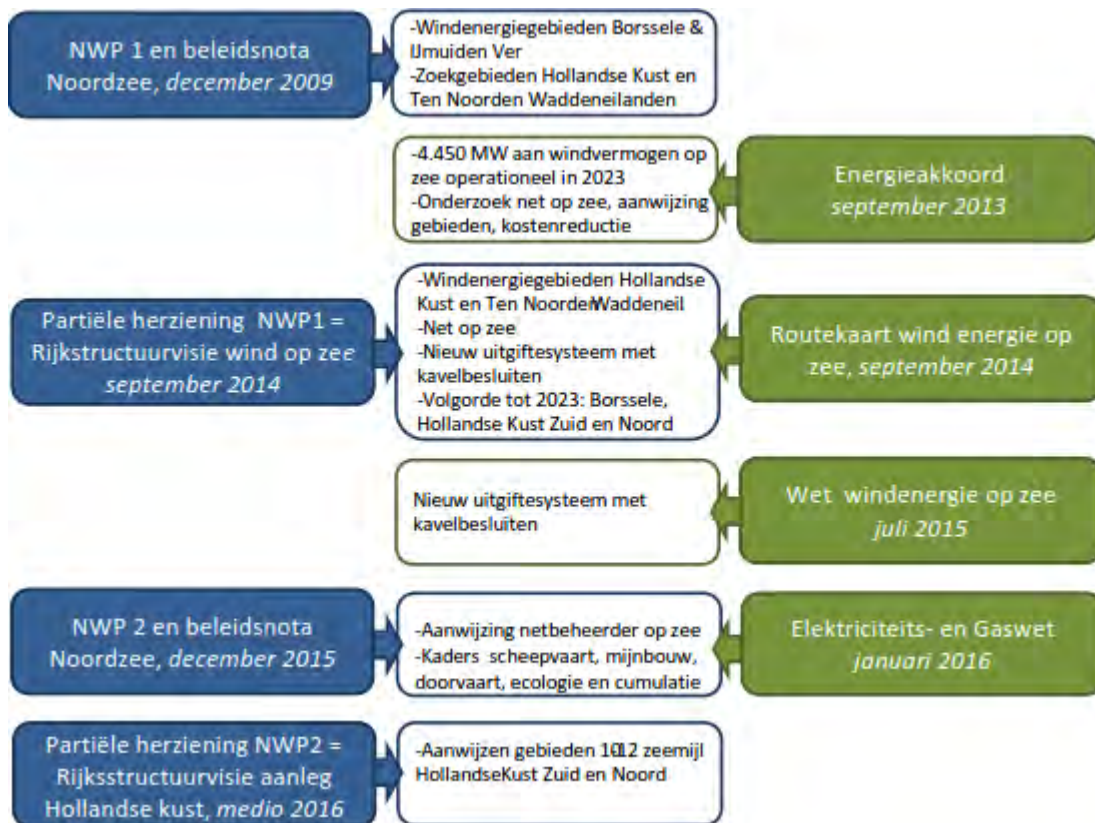 NWP 1 en beleidsnota
Noordzee, december 2009
-Windenergiegebieden Borssele &
IJmuiden Ver
-Zoekgebieden Hollandse Kust en
Ten Noorden Waddeneilanden
-4.450 MW aan windvermogen op
zee operationeel in 2023
-Onderzoek net op zee, aanwijzing
gebieden, kostenreductie
Energieakkoord
september 2013
Partiële herziening NWP1 =
Rijkstructuurvisie wind op zee
september 2014
-Windenergiegebieden Hollandse
Kust en Ten NoordenWaddeneil
-Net op zee
-Nieuw uitgiftesysteem met
kavelbesluiten
-Volgorde tot 2023: Borssele,
Hollandse Kust Zuid en Noord
Routekaart wind energie op
zee, september 2014
Nieuw uitgiftesysteem met
kavelbesluiten
Wet windenergie op zee
juli 2015
NWP 2 en beleidsnota
Noordzee, december 2015
-Aanwijzing netbeheerder op zee
-Kaders scheepvaart, mijnbouw,
doorvaart, ecologie en cumulatie
Elektriciteits- en Gaswet
januari 2016
Partiële herziening NWP2 =
Rijksstructuurvisie aanleg
Hollandse kust, medio 2016
-Aanwijzen gebieden 10-12 zeemijl
HollandseKust Zuid en Noord